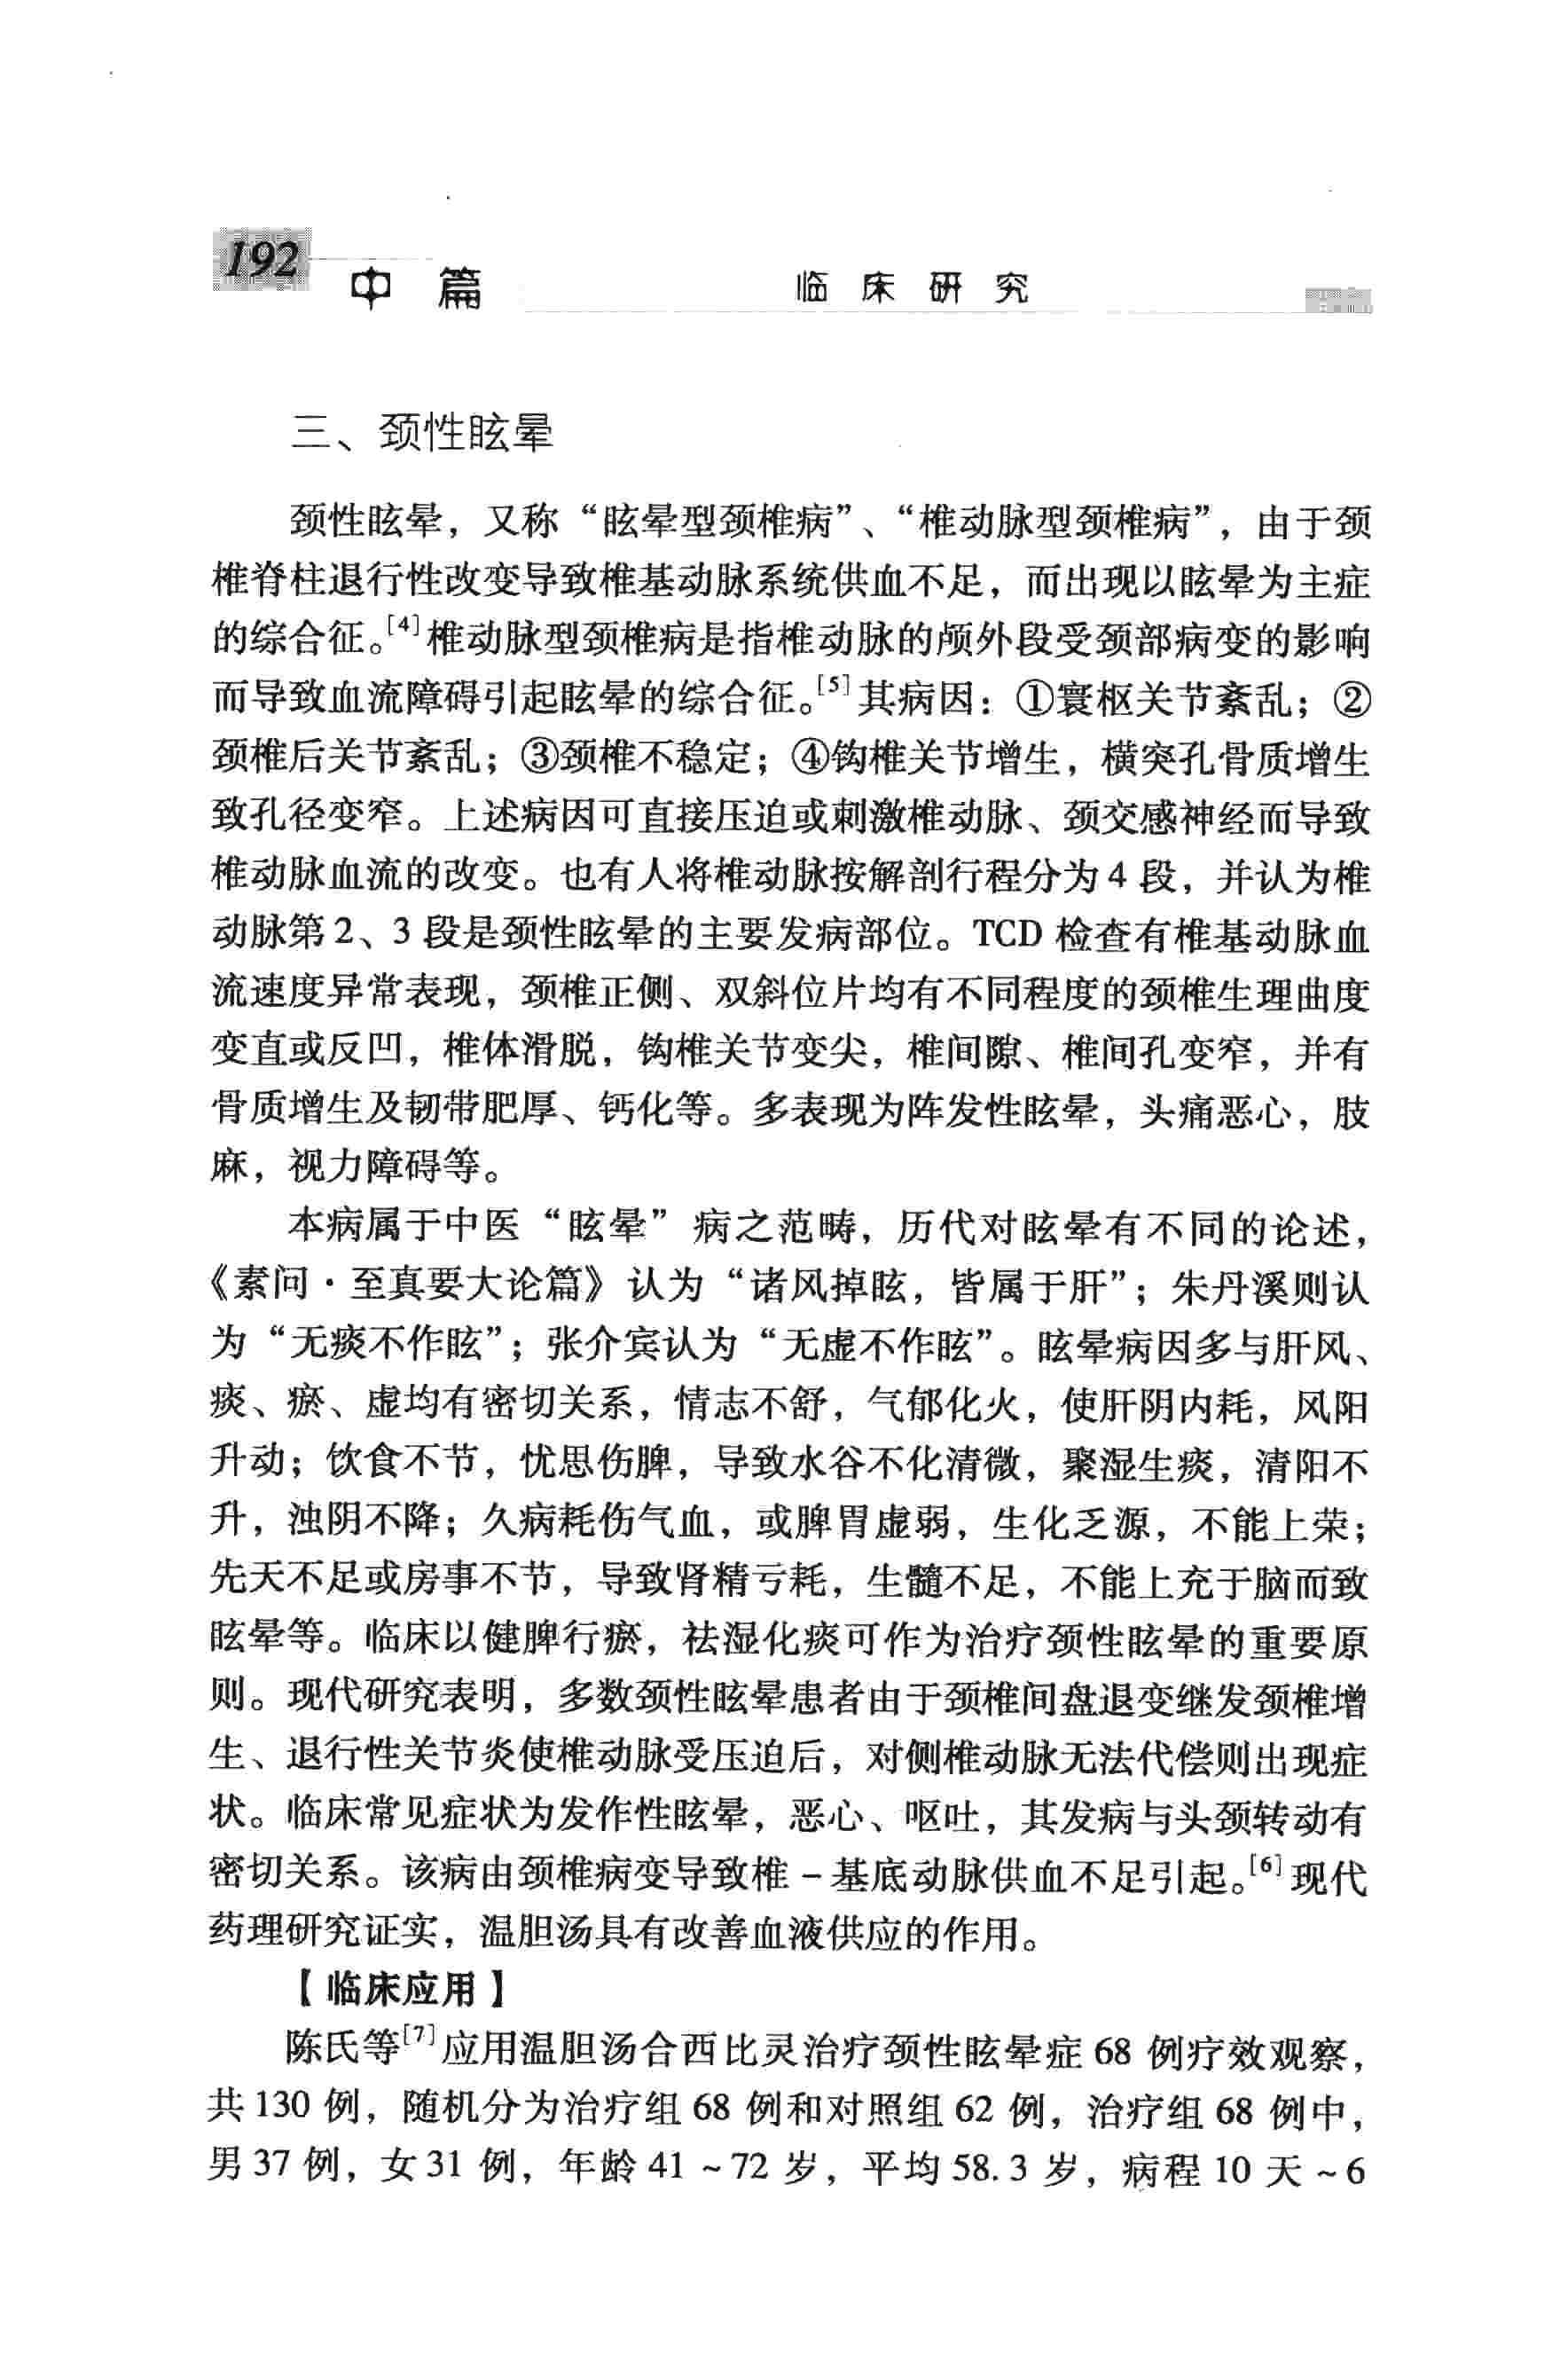 192
中 篇 临床研究
三、颈性眩晕
颈性眩晕，又称“眩晕型颈椎病”、“椎动脉型颈椎病”，由于颈
椎脊柱退行性改变导致椎基动脉系统供血不足，而出现以眩晕为主症
的综合征。[4]椎动脉型颈椎病是指椎动脉的颅外段受颈部病变的影响
而导致血流障碍引起眩晕的综合征。[5]其病因：①寰枢关节紊乱；②
颈椎后关节紊乱；③颈椎不稳定；④钩椎关节增生，横突孔骨质增生
致孔径变窄。上述病因可直接压迫或刺激椎动脉、颈交感神经而导致
椎动脉血流的改变。也有人将椎动脉按解剖行程分为4段，并认为椎
动脉第2、3段是颈性眩晕的主要发病部位。TCD检查有椎基动脉血
流速度异常表现，颈椎正侧、双斜位片均有不同程度的颈椎生理曲度
变直或反凹，椎体滑脱，钩椎关节变尖，椎间隙、椎间孔变窄，并有
骨质增生及韧带肥厚、钙化等。多表现为阵发性眩晕，头痛恶心，肢
麻，视力障碍等。
本病属于中医“眩晕”病之范畴，历代对眩晕有不同的论述，
《素问·至真要大论篇》认为“诸风掉眩，皆属于肝”；朱丹溪则认
为“无痰不作眩”；张介宾认为“无虚不作眩”。眩晕病因多与肝风、
痰、瘀、虚均有密切关系，情志不舒，气郁化火，使肝阴内耗，风阳
升动；饮食不节，忧思伤脾，导致水谷不化清微，聚湿生痰，清阳不
升，浊阴不降；久病耗伤气血，或脾胃虚弱，生化乏源，不能上荣；
先天不足或房事不节，导致肾精亏耗，生髓不足，不能上充于脑而致
眩晕等。临床以健脾行瘀，祛湿化痰可作为治疗颈性眩晕的重要原
则。现代研究表明，多数颈性眩晕患者由于颈椎间盘退变继发颈椎增
生、退行性关节炎使椎动脉受压迫后，对侧椎动脉无法代偿则出现症
状。临床常见症状为发作性眩晕，恶心、呕吐，其发病与头颈转动有
密切关系。该病由颈椎病变导致椎－基底动脉供血不足引起。[6]现代
药理研究证实，温胆汤具有改善血液供应的作用。
【临床应用】
陈氏等[7]应用温胆汤合西比灵治疗颈性眩晕症68例疗效观察，
共130例，随机分为治疗组68例和对照组62例，治疗组68例中，
男37例，女31例，年龄41～72岁，平均58.3岁，病程10天～6